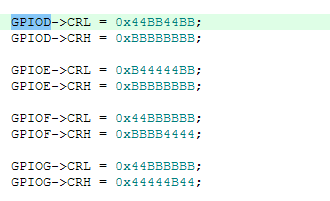 GPIOD->CRL = 0x44BB44BB;
GPIOD->CRH = 0xBBBBBBBB;
GPIOE->CRL = 0xB44444BB;
GPIOE->CRH = 0xBBBBBBBB;
GPIOF->CRL = 0x44BBBBBB;
GPIOF->CRH = 0xBBBB4444;
GPIOG->CRL = 0x44BBBBBB;
GPIOG->CRH = 0x44444B44;